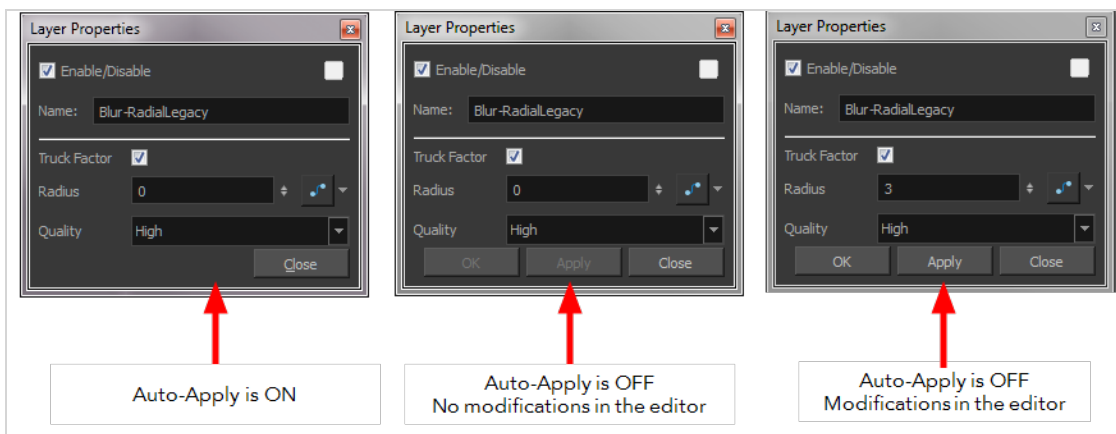 Layer Properties
Enable/Disable
Name: Blur-RadialLegacy
Truck Factor
Radius 0
Quality High
Close
Auto-Apply is ON
Layer Properties
Enable/Disable
Name: Blur-RadialLegacy
Truck Factor
Radius 0
Quality High
OK Apply Close
Auto-Apply is OFF
No modifications in the editor
Layer Properties
Enable/Disable
Name: Blur-RadialLegacy
Truck Factor
Radius 3
Quality High
OK Apply Close
Auto-Apply is OFF
Modifications in the editor